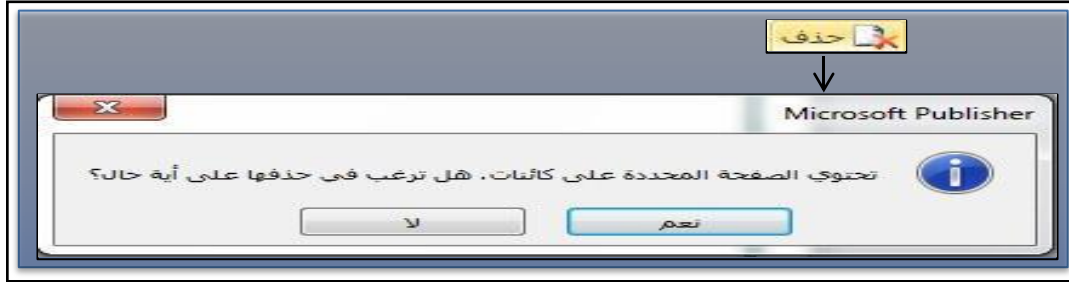 حذف
Microsoft Publisher
تحتوي الصفحة المحددة على كائنات. هل ترغب في حذفها على أية حال؟
نعم لا